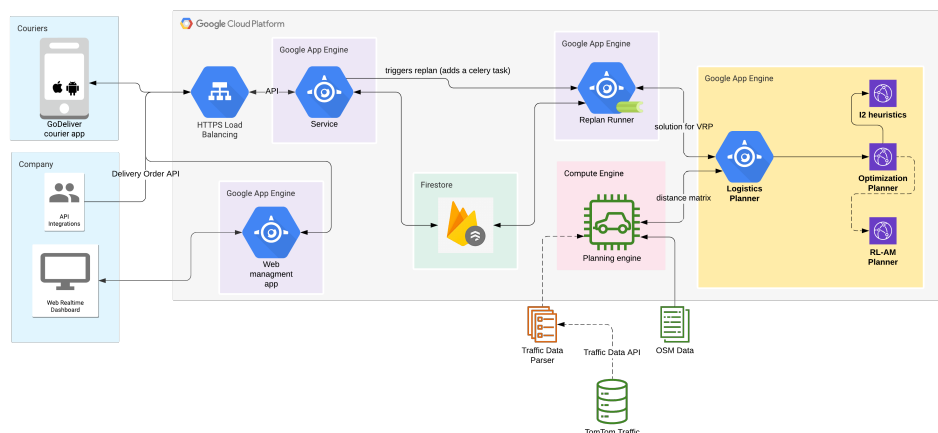 Couriers
GoDeliver
courier app
Company
API
Integrations
Web Realtime
Dashboard
Delivery Order API
Google Cloud Platform
HTTPS Load
Balancing
API
Google App Engine
Service
triggers replan (adds a celery task)
Google App Engine
Web
managment
app
Firestore
Google App Engine
Replan Runner
solution for VRP
Compute Engine
Planning engine
distance matrix
Google App Engine
Logistics
Planner
I2 heuristics
Optimization
Planner
RL-AM
Planner
Traffic Data
Parser
OSM Data
Traffic Data API
TomTom Traffic